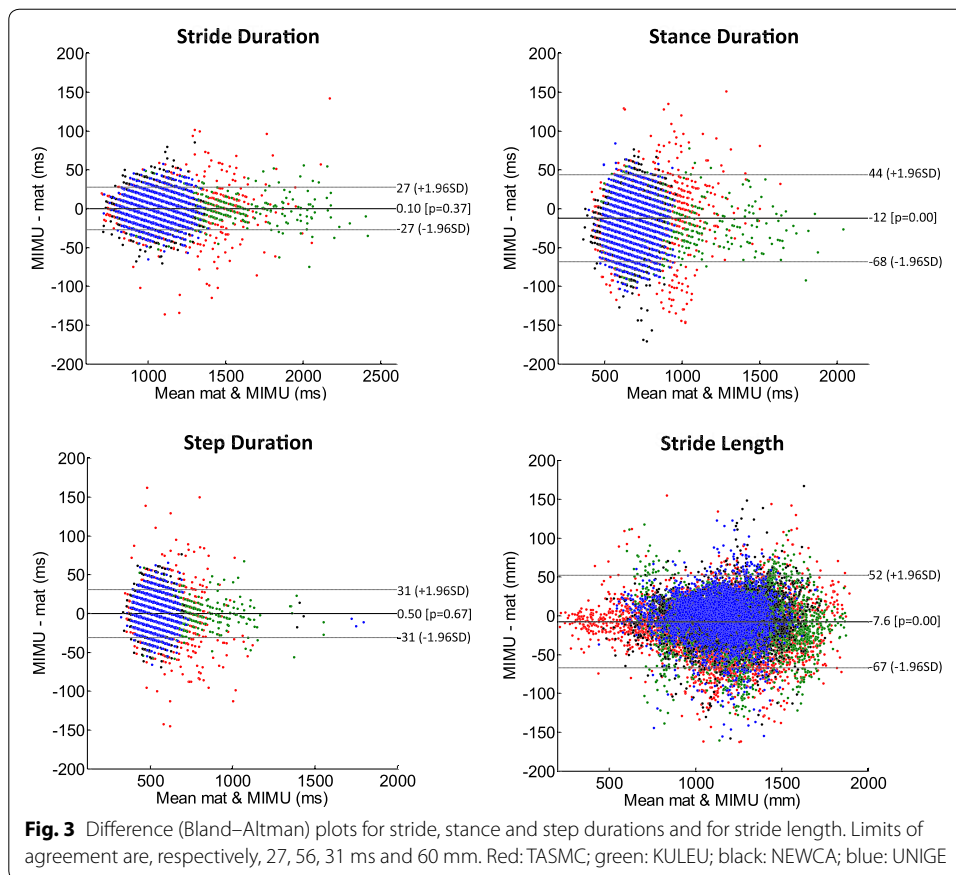 Stride Duration
200
150
100
50
0
-50
-100
-150
-200
MIMU - mat (ms)
27 (+1.96SD)
0.10 [p=0.37]
-27 (-1.96SD)
1000 1500 2000 2500
Mean mat & MIMU (ms)
Stance Duration
200
150
100
50
0
-50
-100
-150
-200
MIMU - mat (ms)
44 (+1.96SD)
-12 [p=0.00]
-68 (-1.96SD)
500 1000 1500 2000
Mean mat & MIMU (ms)
Step Duration
200
150
100
50
0
-50
-100
-150
-200
MIMU - mat (ms)
31 (+1.96SD)
0.50 [p=0.67]
-31 (-1.96SD)
500 1000 1500 2000
Mean mat & MIMU (ms)
Stride Length
200
150
100
50
0
-50
-100
-150
-200
MIMU - mat (mm)
52 (+1.96SD)
-7.6 [p=0.00]
-67 (-1.96SD)
500 1000 1500 2000
Mean mat & MIMU (mm)
Fig. 3 Difference (Bland–Altman) plots for stride, stance and step durations and for stride length. Limits of
agreement are, respectively, 27, 56, 31 ms and 60 mm. Red: TASMC; green: KULEU; black: NEWCA; blue: UNIGE